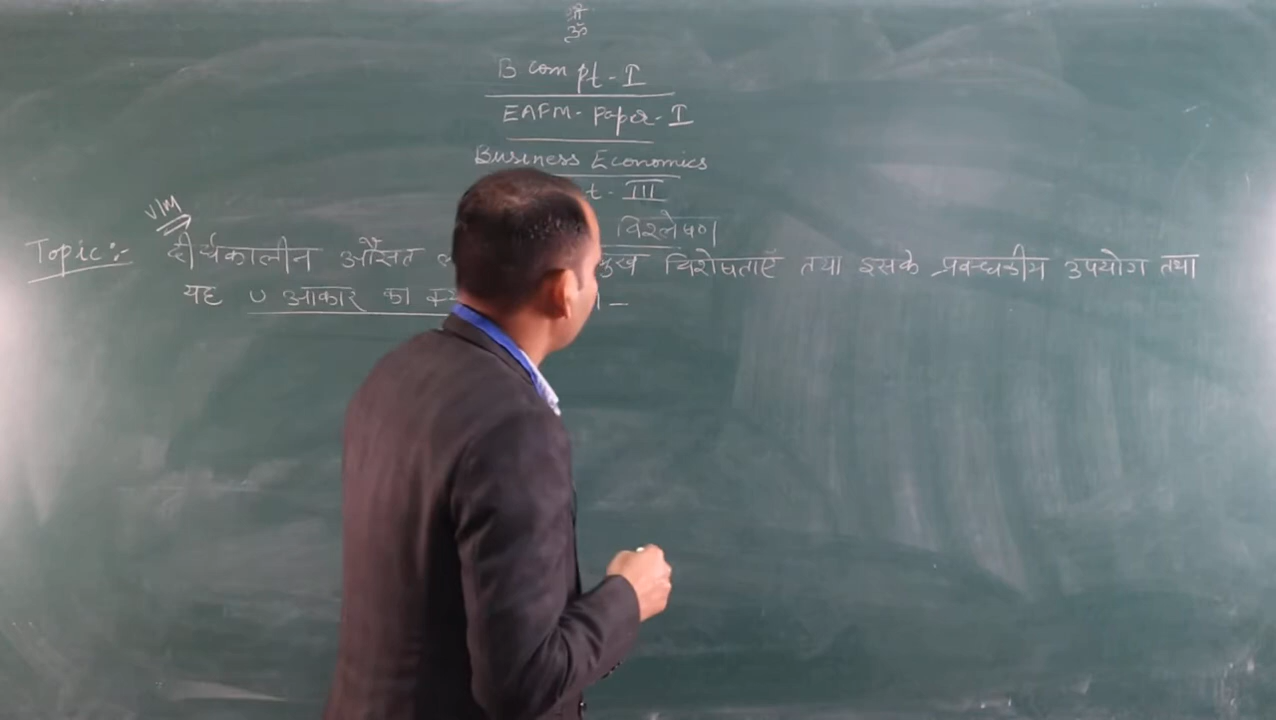 श्री
ॐ
B com pt - I
EAFM - Paper - I
Business Economics
t - III
विश्लेषण
VIM
Topic :- दीर्घकालीन औसत विशेषताएँ तथा इसके प्रबन्धकीय उपयोग तथा
यह U आकार का